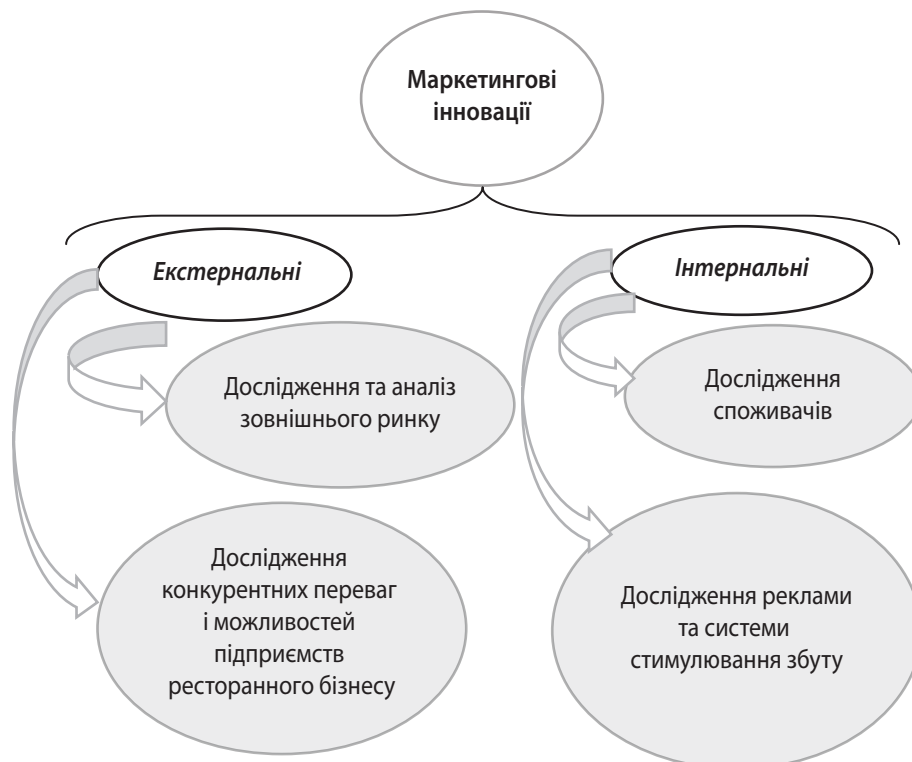 Маркетингові
інновації
Екстернальні
Інтернальні
Дослідження та аналіз
зовнішнього ринку
Дослідження
споживачів
Дослідження
конкурентних переваг
і можливостей
підприємств
ресторанного бізнесу
Дослідження реклами
та системи
стимулювання збуту